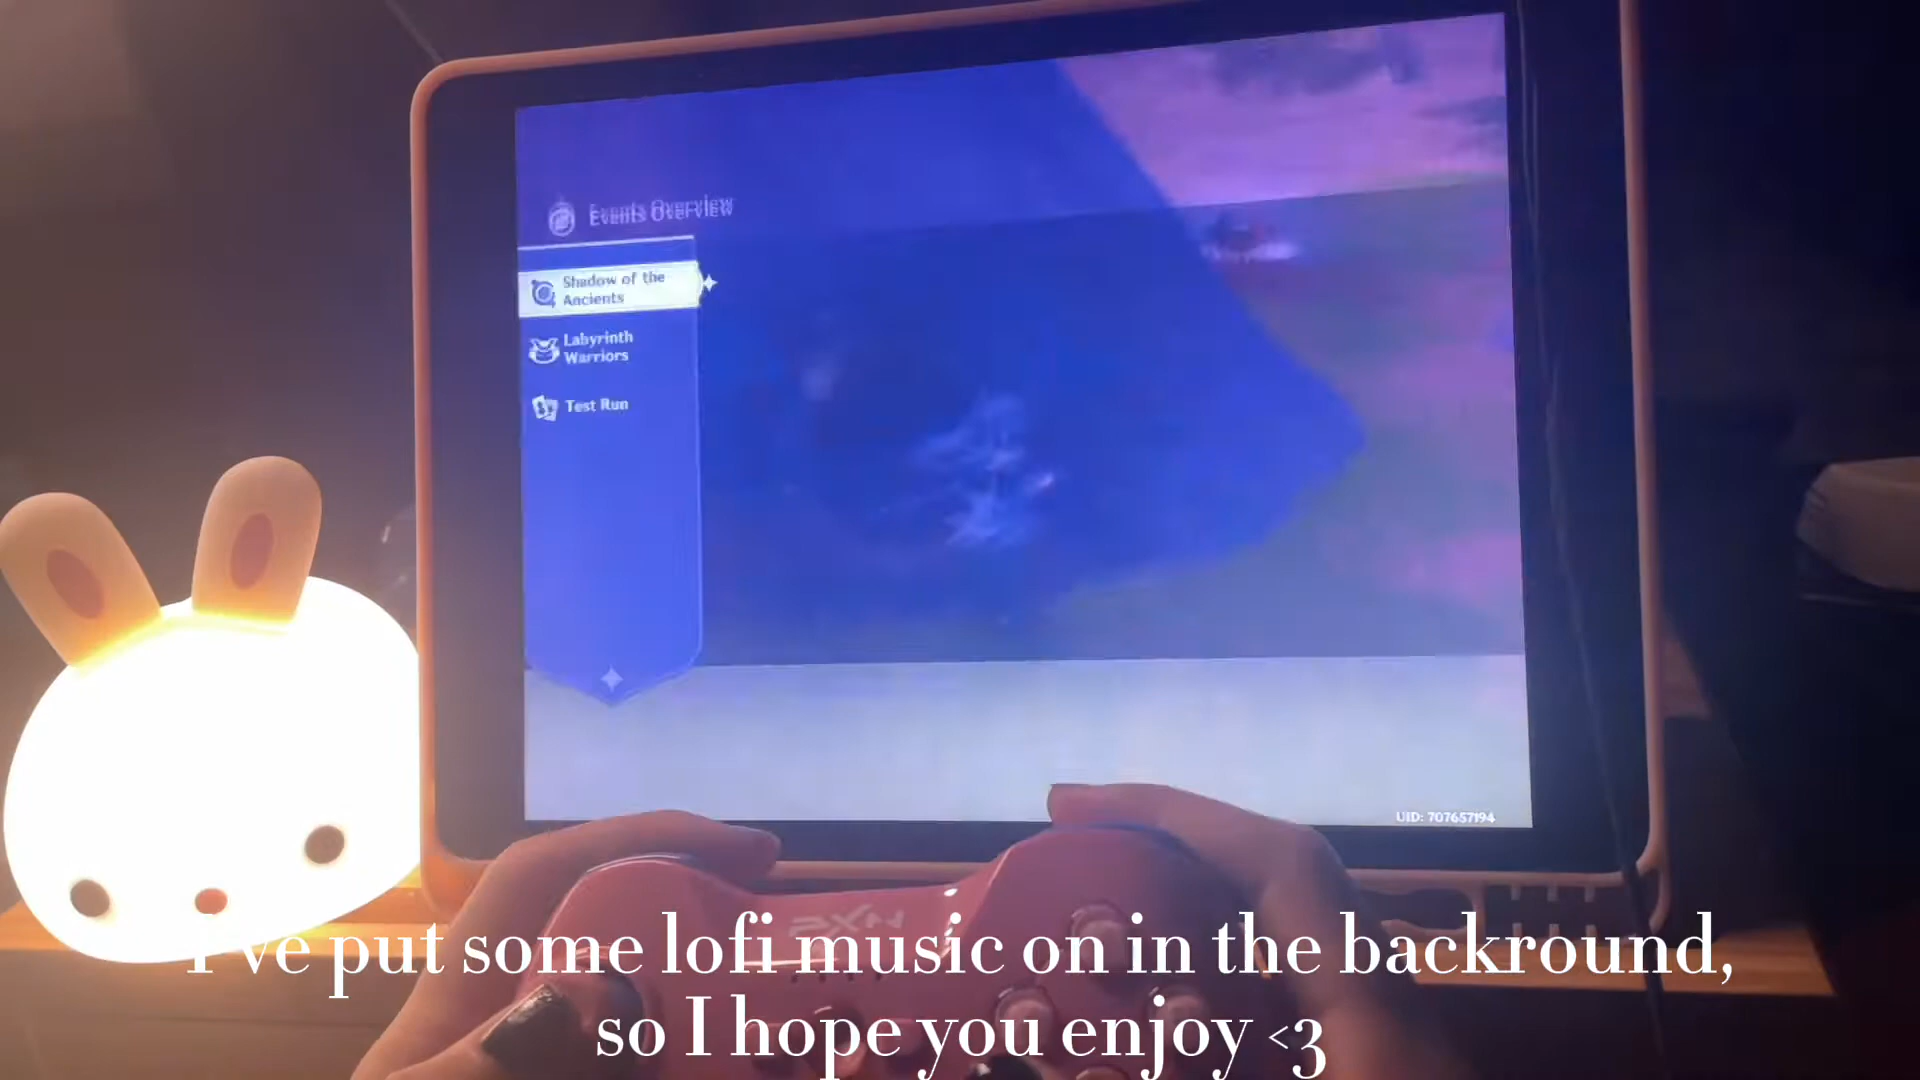 Events Overview
Shadow of the
Ancients
Labyrinth
Warriors
Test Run
UID: 707657194
I've put some lofi music on in the backround,
so I hope you enjoy <3